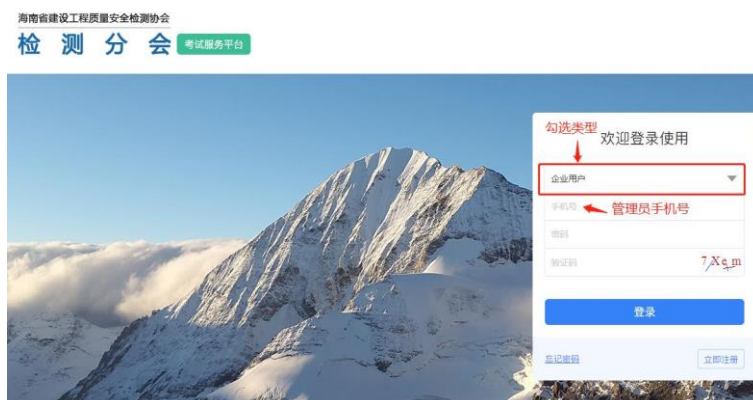 海南省建设工程质量安全检测协会
检测分会 考试服务平台
勾选类型
欢迎登录使用
企业用户
手机号 管理员手机号
密码
验证码 7Xem
登录
忘记密码 立即注册